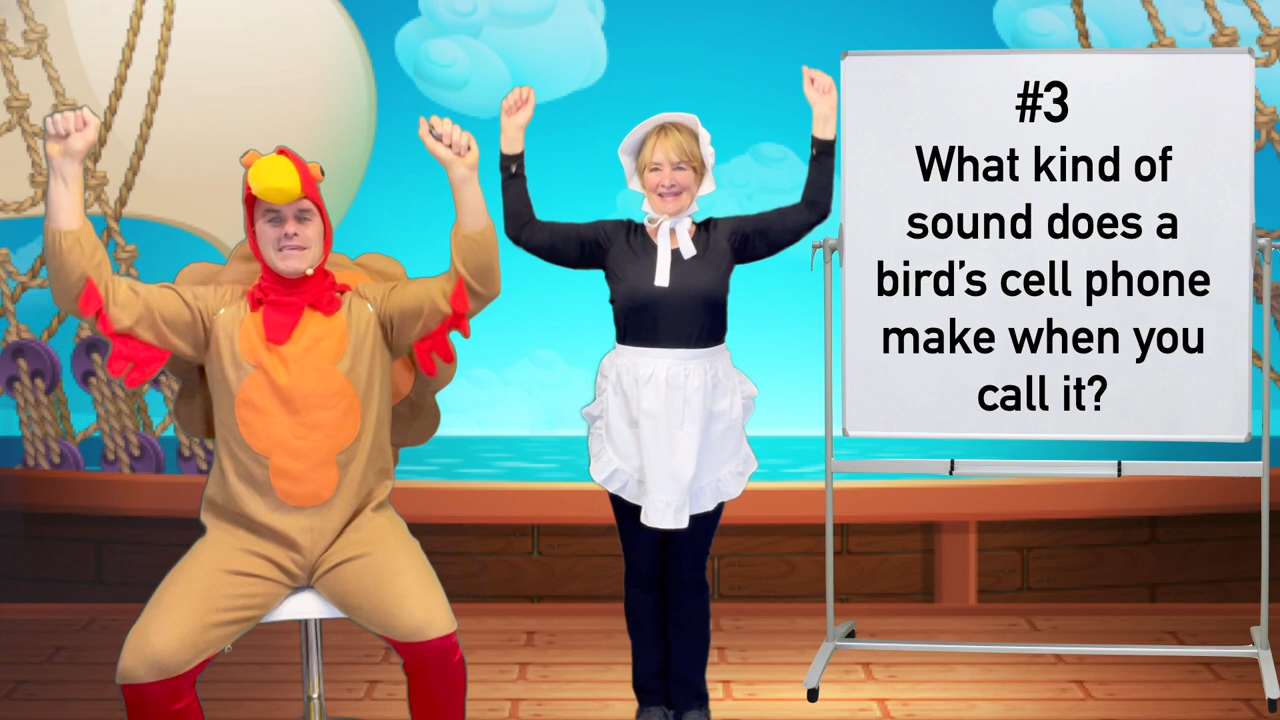 #3
What kind of
sound does a
bird’s cell phone
make when you
call it?